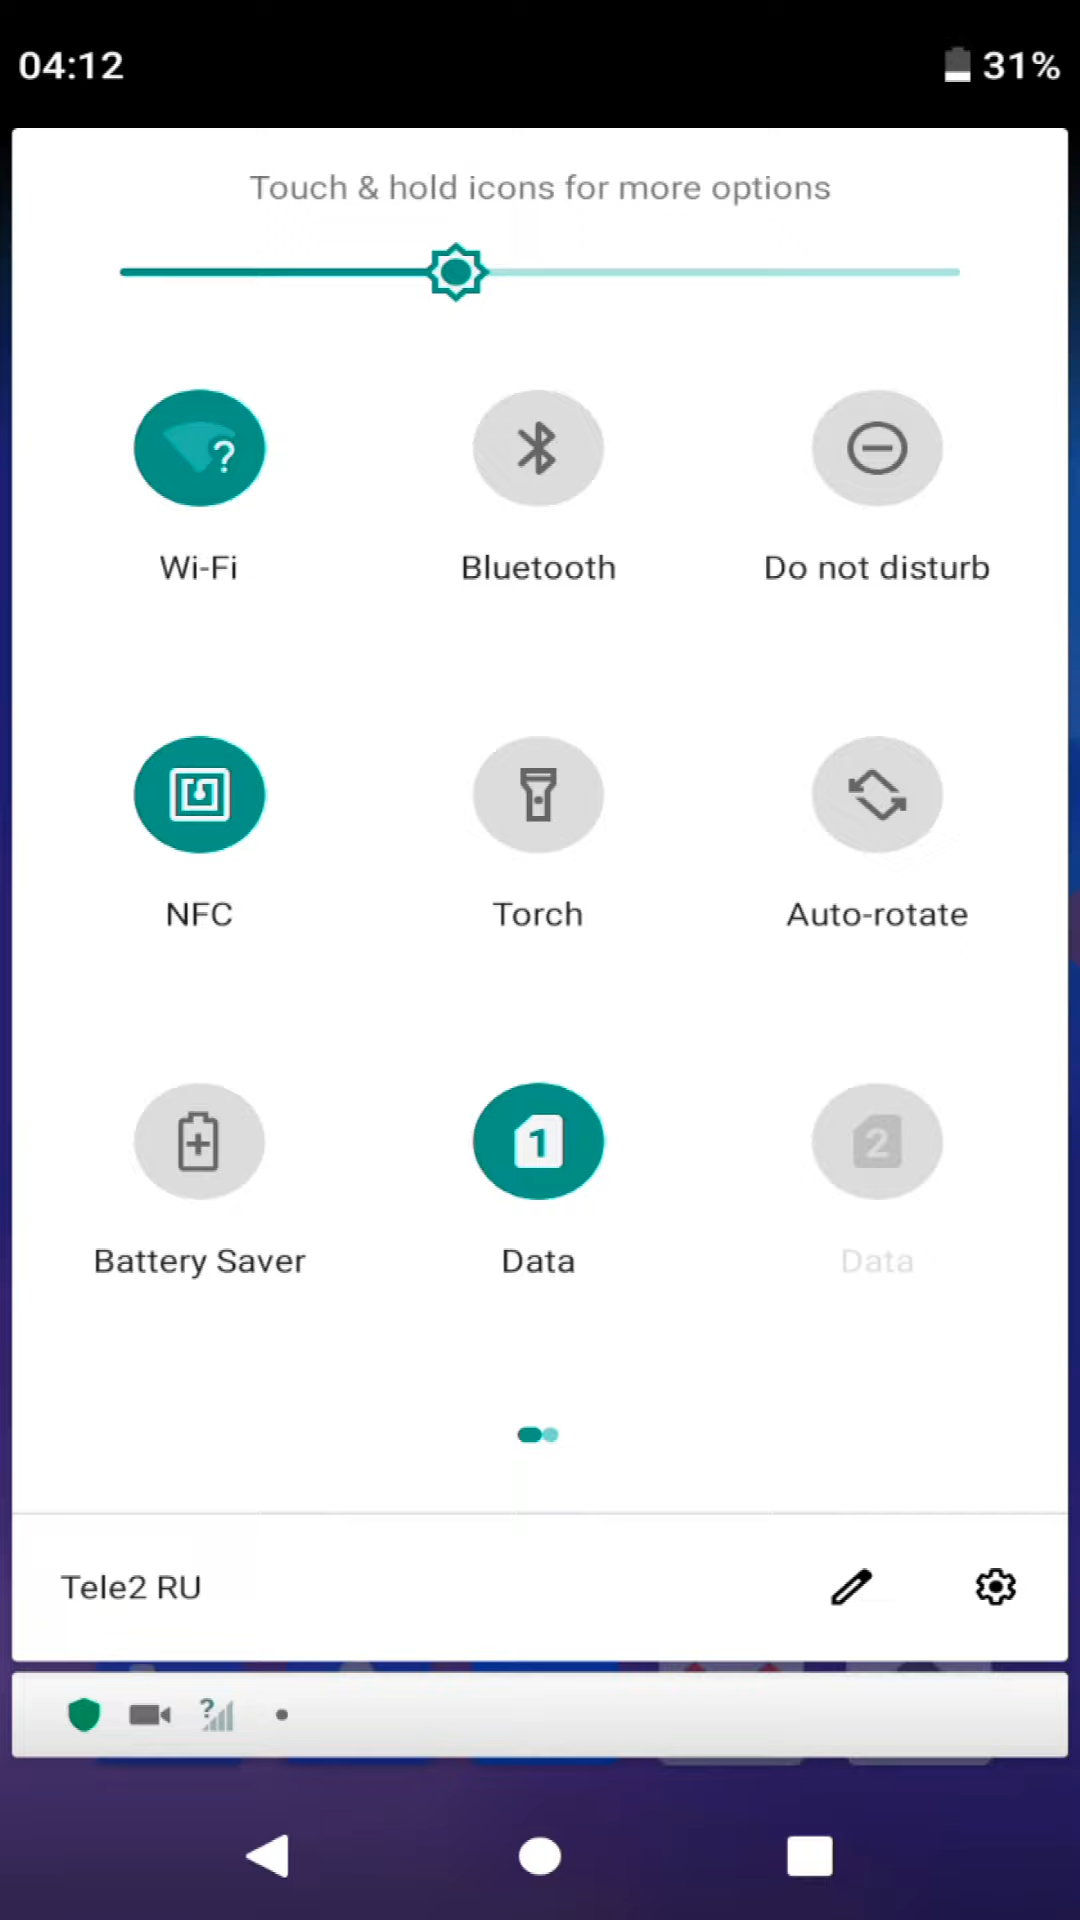 04:12 31%
Touch & hold icons for more options
?
Wi-Fi Bluetooth Do not disturb
NFC Torch Auto-rotate
1 2
Battery Saver Data Data
Tele2 RU
?